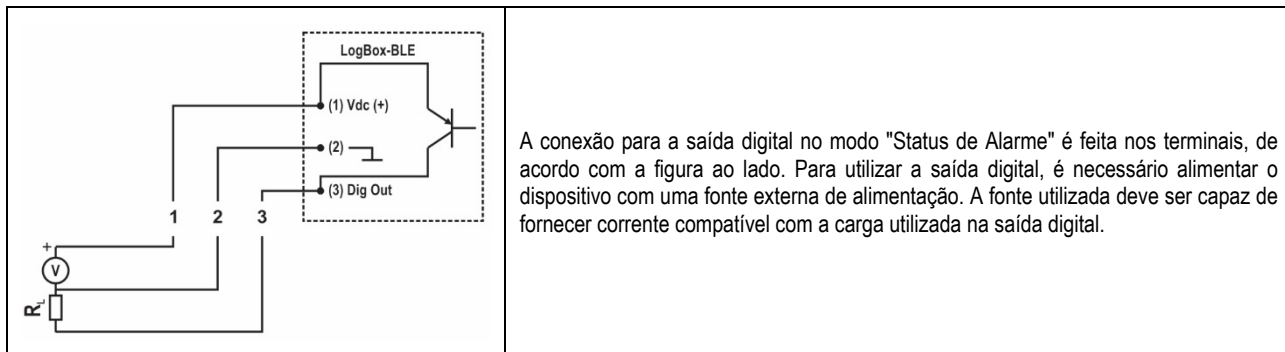 LogBox-BLE
(1) Vdc (+)
(2)
(3) Dig Out
1 2 3
+
V
RL
A conexão para a saída digital no modo "Status de Alarme" é feita nos terminais, de
acordo com a figura ao lado. Para utilizar a saída digital, é necessário alimentar o
dispositivo com uma fonte externa de alimentação. A fonte utilizada deve ser capaz de
fornecer corrente compatível com a carga utilizada na saída digital.